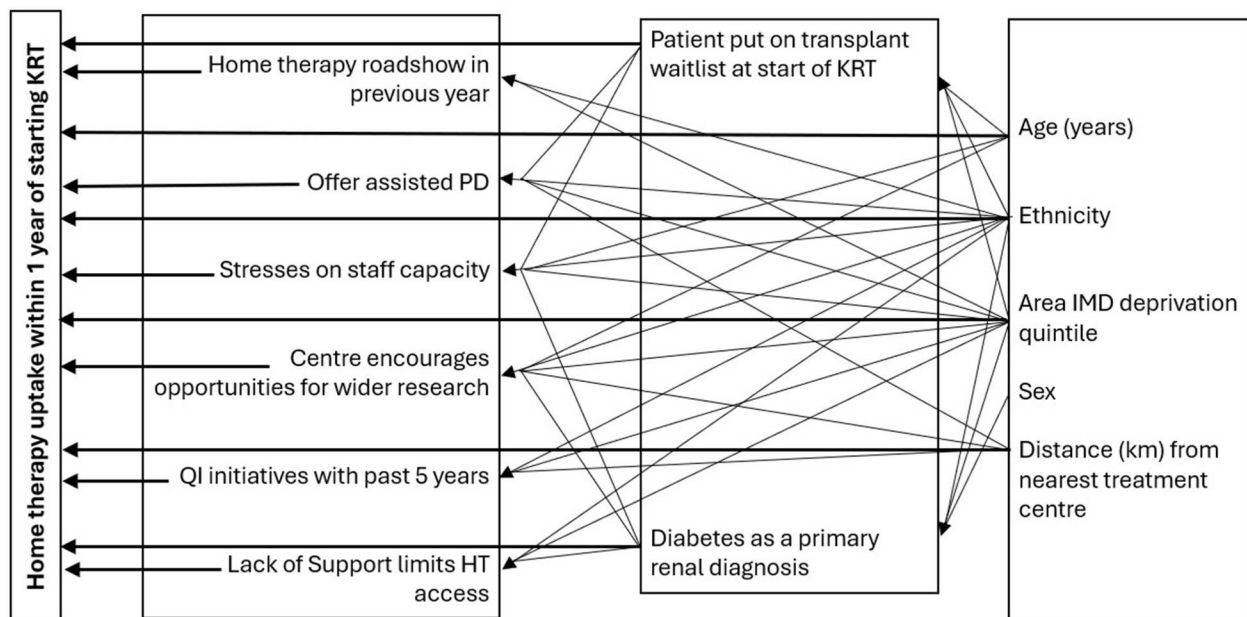 Home therapy uptake within 1 year of starting KRT
Home therapy roadshow in
previous year
Offer assisted PD
Stresses on staff capacity
Centre encourages
opportunities for wider research
QI initiatives with past 5 years
Lack of Support limits HT
access
Patient put on transplant
waitlist at start of KRT
Diabetes as a primary
renal diagnosis
Age (years)
Ethnicity
Area IMD deprivation
quintile
Sex
Distance (km) from
nearest treatment
centre